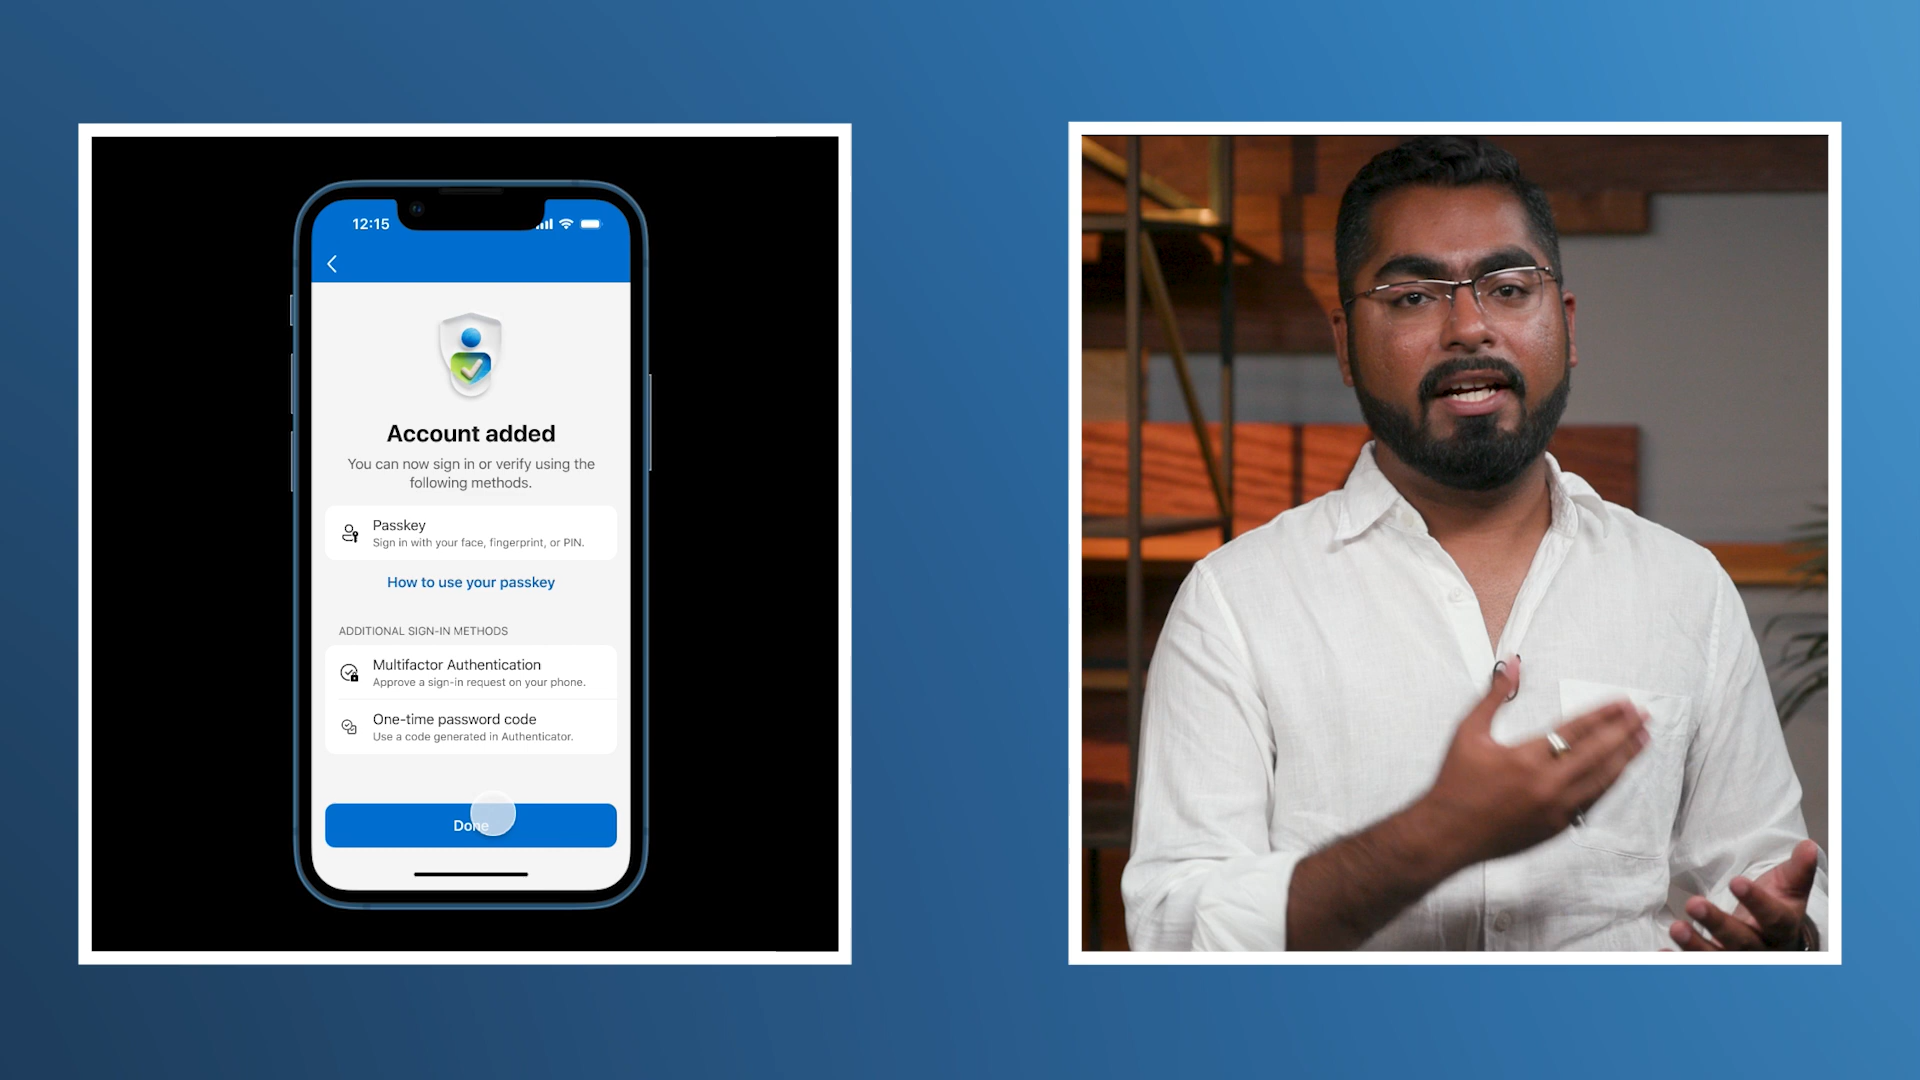 12:15
Account added
You can now sign in or verify using the
following methods.
Passkey
Sign in with your face, fingerprint, or PIN.
How to use your passkey
ADDITIONAL SIGN-IN METHODS
Multifactor Authentication
Approve a sign-in request on your phone.
One-time password code
Use a code generated in Authenticator.
Done